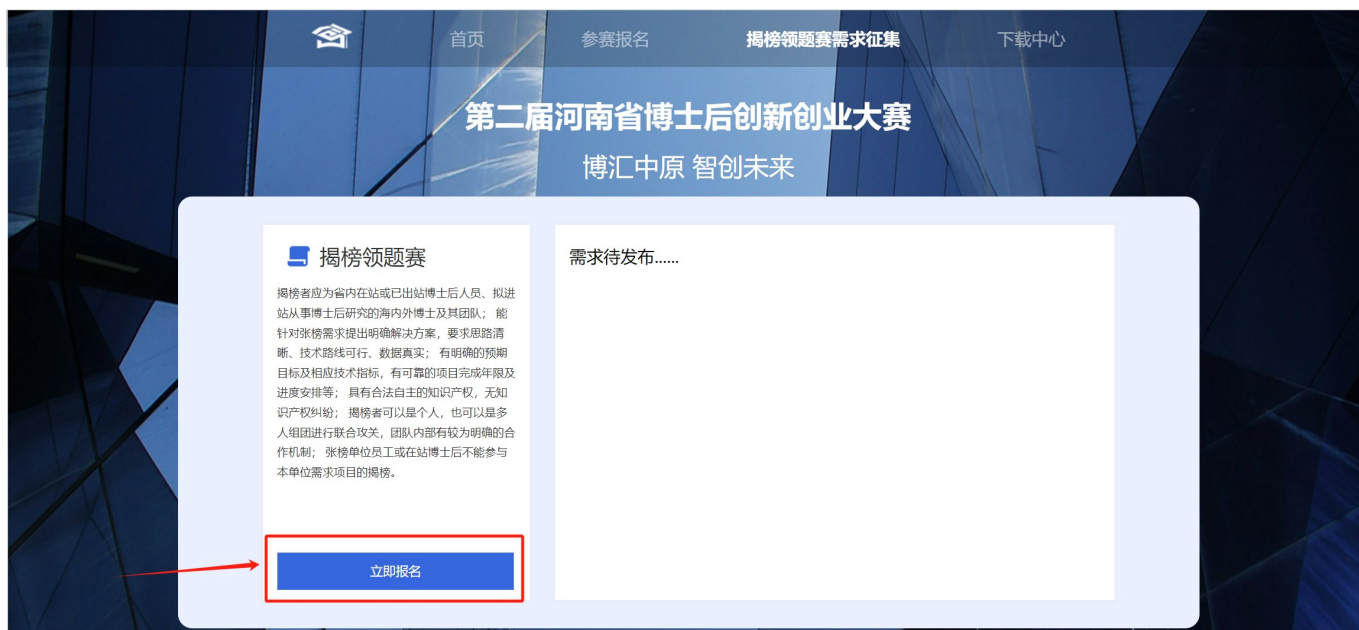 首页 参赛报名 揭榜领题赛需求征集 下载中心
第二届河南省博士后创新创业大赛
博汇中原 智创未来
揭榜领题赛
揭榜者应为省内在站或已出站博士后人员、拟进
站从事博士后研究的海内外博士及其团队； 能
针对张榜需求提出明确解决方案，要求思路清
晰、技术路线可行、数据真实； 有明确的预期
目标及相应技术指标，有可靠的项目完成年限及
进度安排等； 具有合法自主的知识产权，无知
识产权纠纷； 揭榜者可以是个人，也可以是多
人组团进行联合攻关，团队内部有较为明确的合
作机制； 张榜单位员工或在站博士后不能参与
本单位需求项目的揭榜。
立即报名
需求待发布......